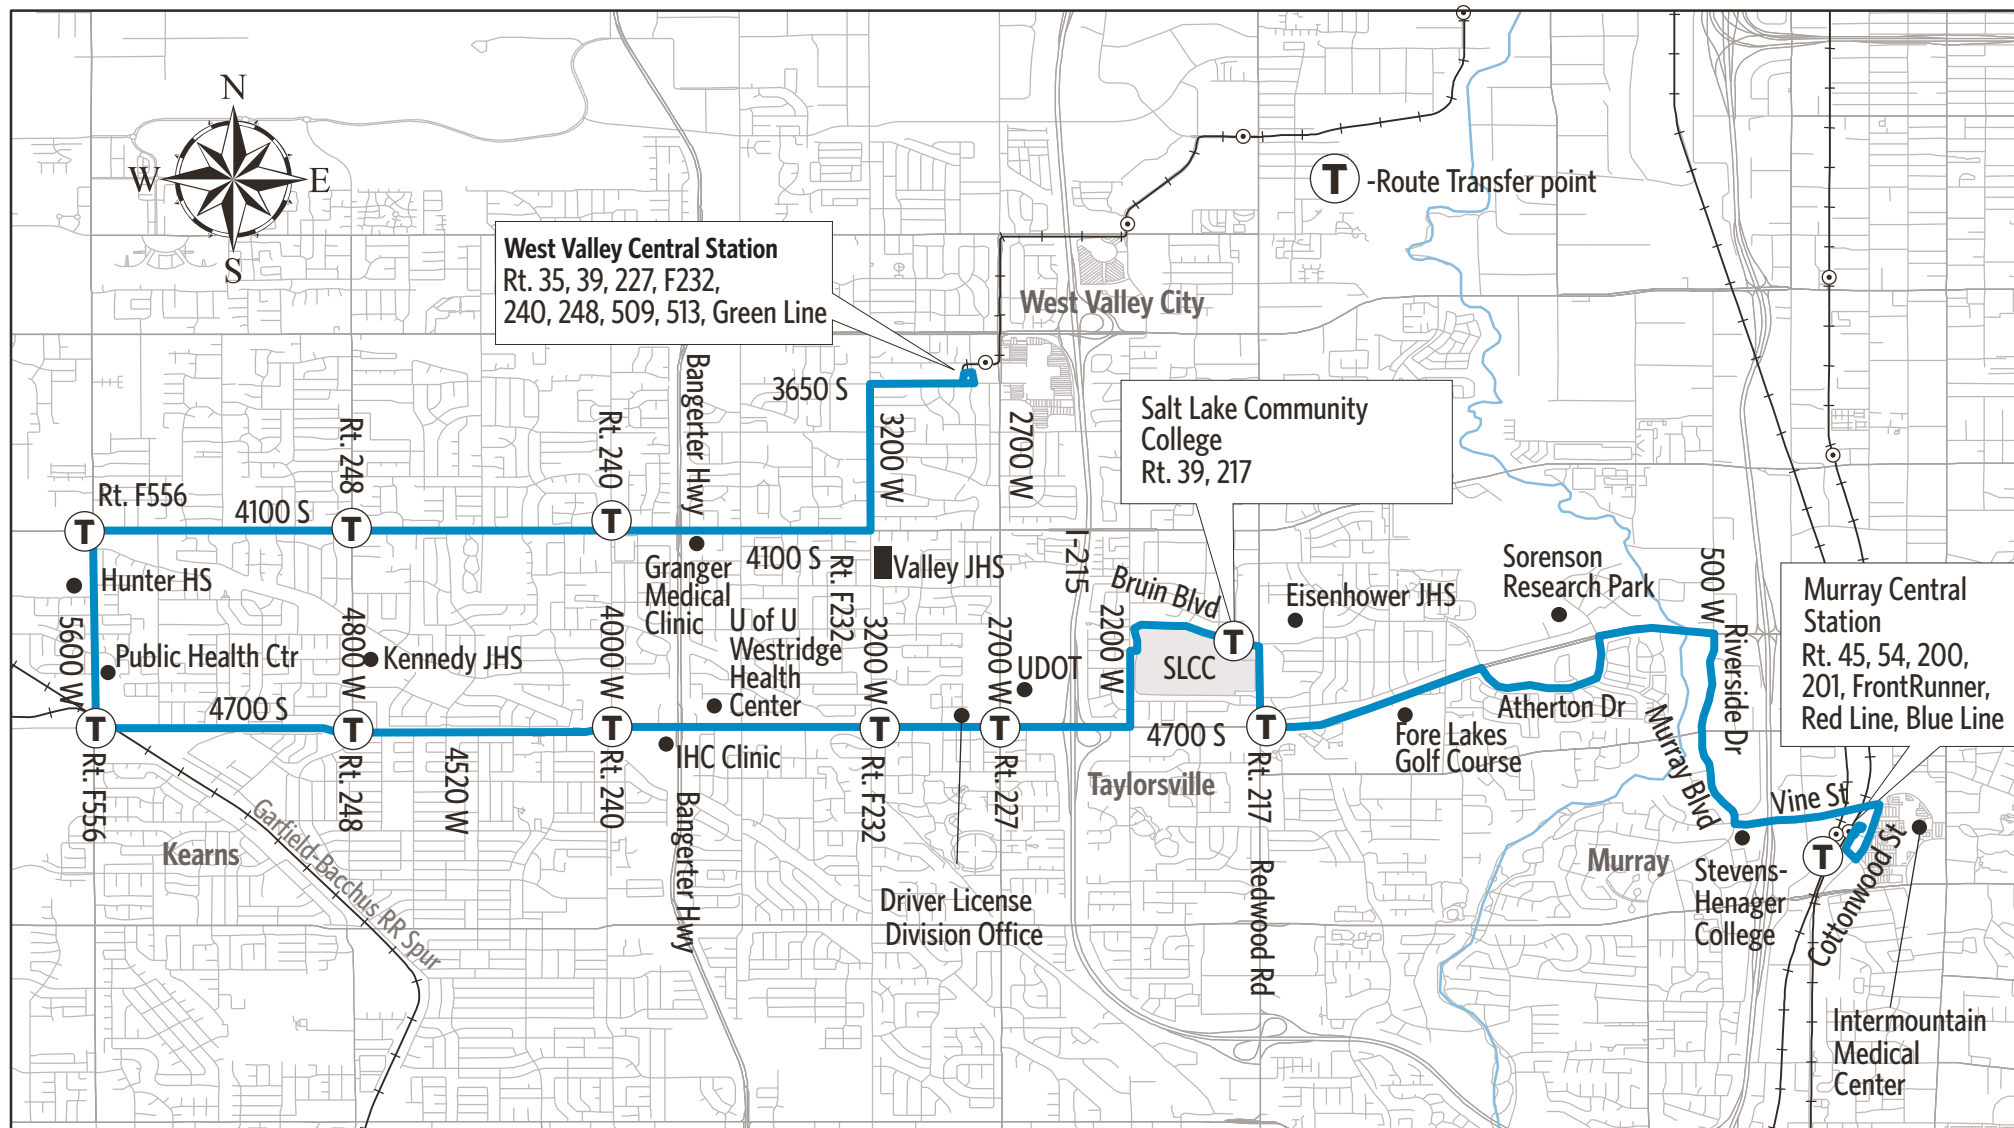 N
W
E
S
T
-Route Transfer point
West Valley Central Station
Rt. 35, 39, 227, F232,
240, 248, 509, 513, Green Line
West Valley City
3650 S
Bangerter Hwy
3200 W
2700 W
Salt Lake Community
College
Rt. 39, 217
Rt. 248
Rt. 240
Rt. F556
4100 S
T
T
T
4100 S
Hunter HS
Granger
Medical
Clinic
Rt. F232
Valley JHS
I-215
Bruin Blvd
Eisenhower JHS
Sorenson
Research Park
500 W
Murray Central
Station
Rt. 45, 54, 200,
201, FrontRunner,
Red Line, Blue Line
5600 W
Public Health Ctr
4800 W
Kennedy JHS
4000 W
U of U
Westridge
Health
Center
3200 W
2700 W
UDOT
2200 W
SLCC
T
Riverside Dr
4700 S
T
T
T
T
T
4700 S
T
Atherton Dr
Murray Blvd
Fore Lakes
Golf Course
IHC Clinic
4520 W
Rt. F556
Rt. 248
Rt. 240
Rt. F232
Rt. 227
Rt. 217
Taylorsville
Bangerter Hwy
Vine St
T
Cottonwood St
Kearns
Garfield-Bacchus RR Spur
Murray
Stevens-
Henager
College
Redwood Rd
Driver License
Division Office
Intermountain
Medical
Center